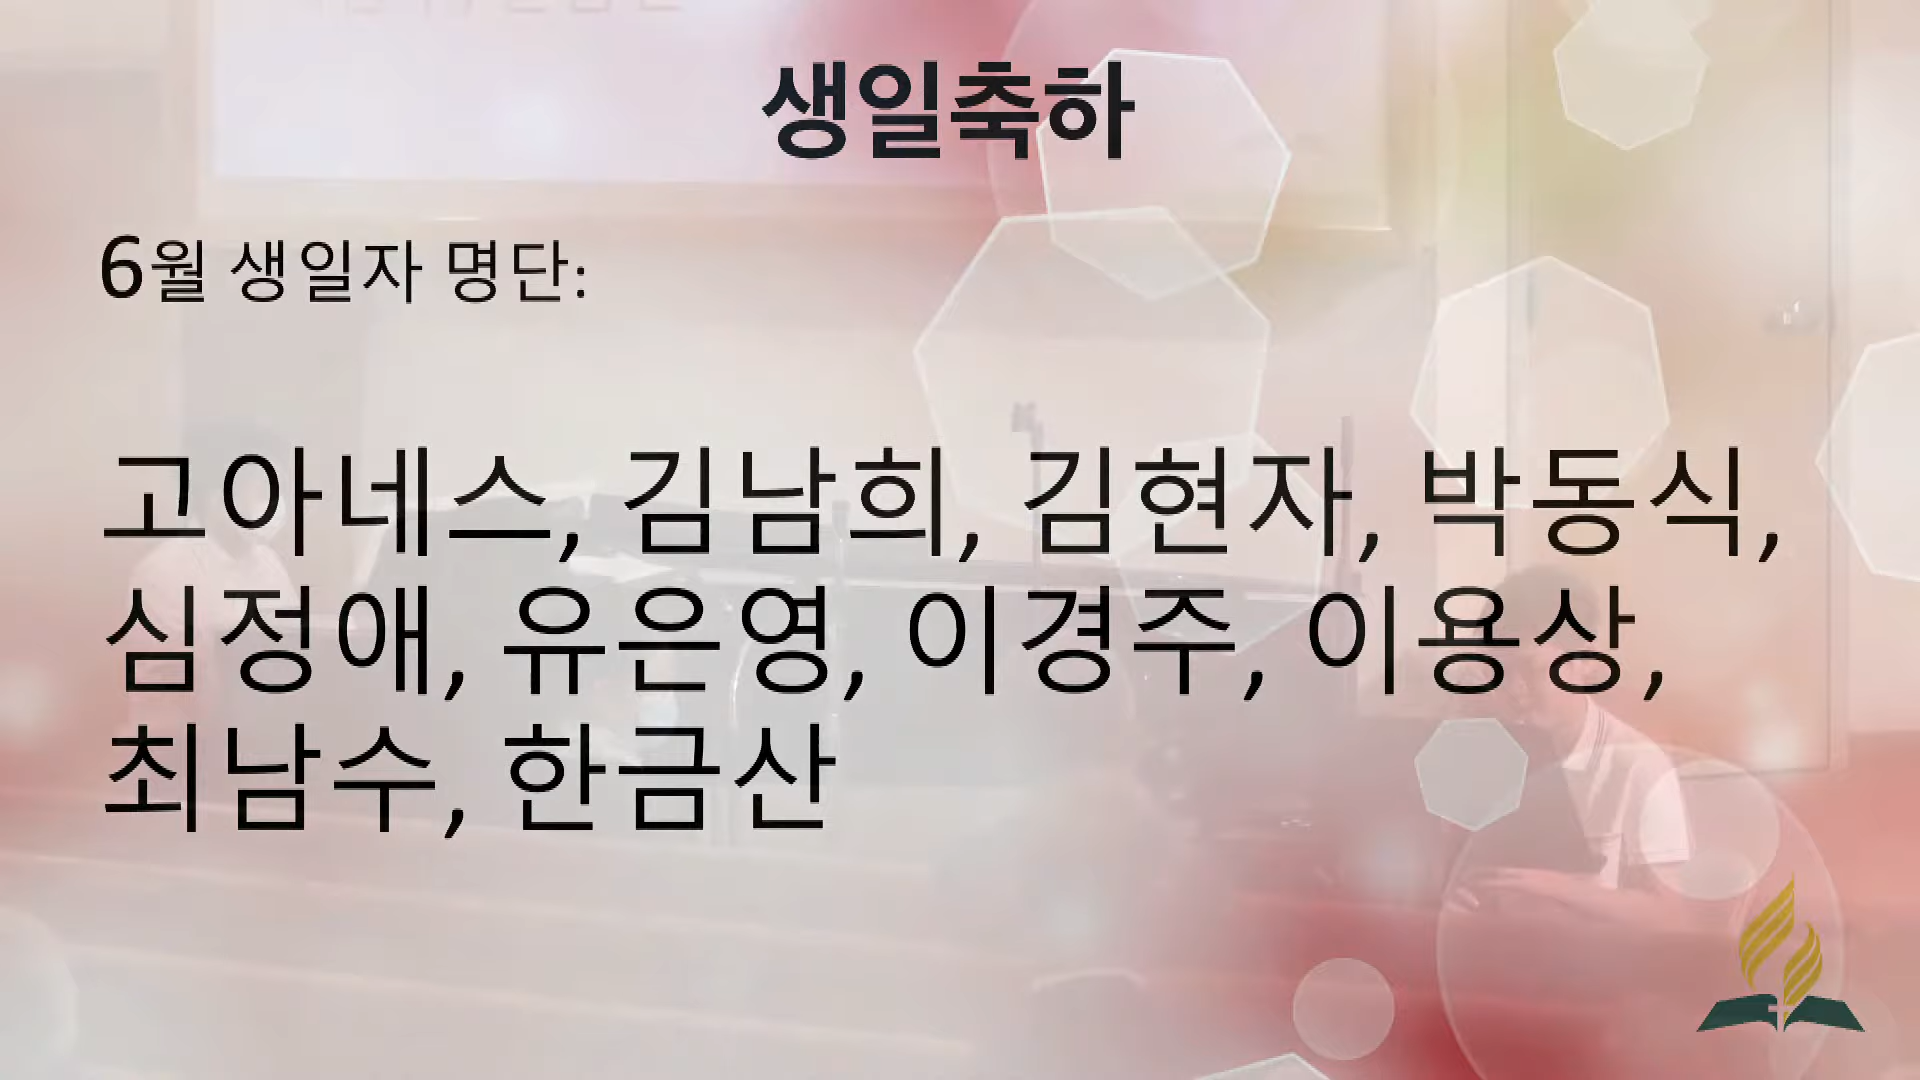 생일축하
6월 생일자 명단:
고아네스, 김남희, 김현자, 박동식,
심정애, 유은영, 이경주, 이용상,
최남수, 한금산